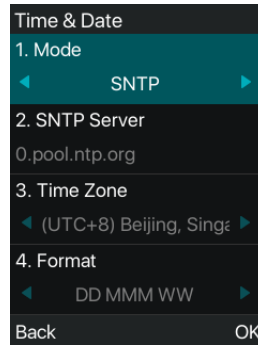 Time & Date
1. Mode
SNTP
2. SNTP Server
0.pool.ntp.org
3. Time Zone
(UTC+8) Beijing, Singa
4. Format
DD MMM WW
Back OK